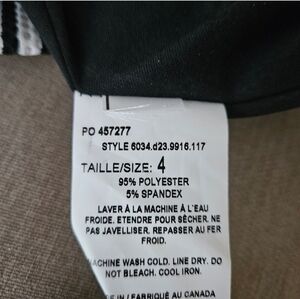 PO 457277
STYLE 6034.d23.9916.117
TAILLE/SIZE: 4
95% POLYESTER
5% SPANDEX
LAVER À LA MACHINE À L'EAU
FROIDE. ETENDRE POUR SÉCHER. NE
PAS JAVELLISER. REPASSER AU FER
FROID.
MACHINE WASH COLD. LINE DRY. DO
NOT BLEACH. COOL IRON.
IN / FABRIQUÉ AU CANADA